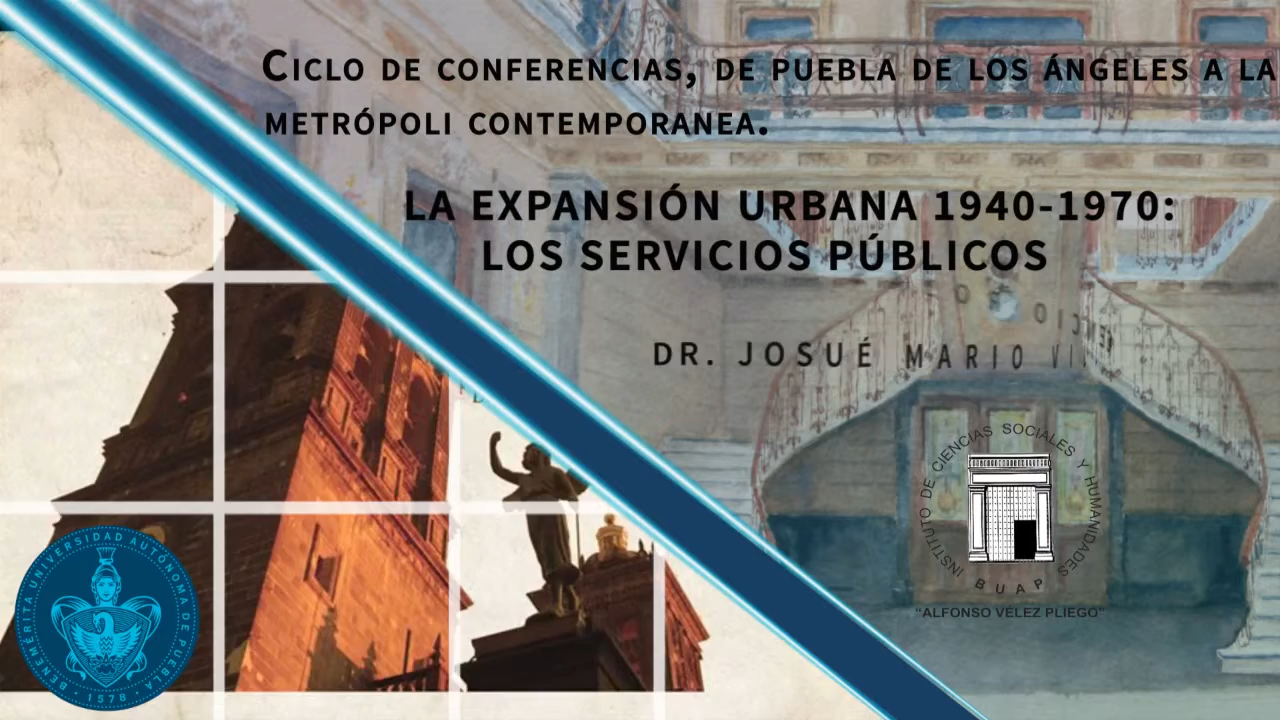 Ciclo de conferencias, de puebla de los ángeles a la
metrópoli contemporanea.
LA EXPANSIÓN URBANA 1940-1970:
LOS SERVICIOS PÚBLICOS
DR. JOSUÉ MARIO
INSTITUTO DE CIENCIAS SOCIALES Y HUMANIDADES
BUAP
"ALFONSO VÉLEZ PLIEGO"
BENEMÉRITA UNIVERSIDAD AUTÓNOMA DE PUEBLA
1578